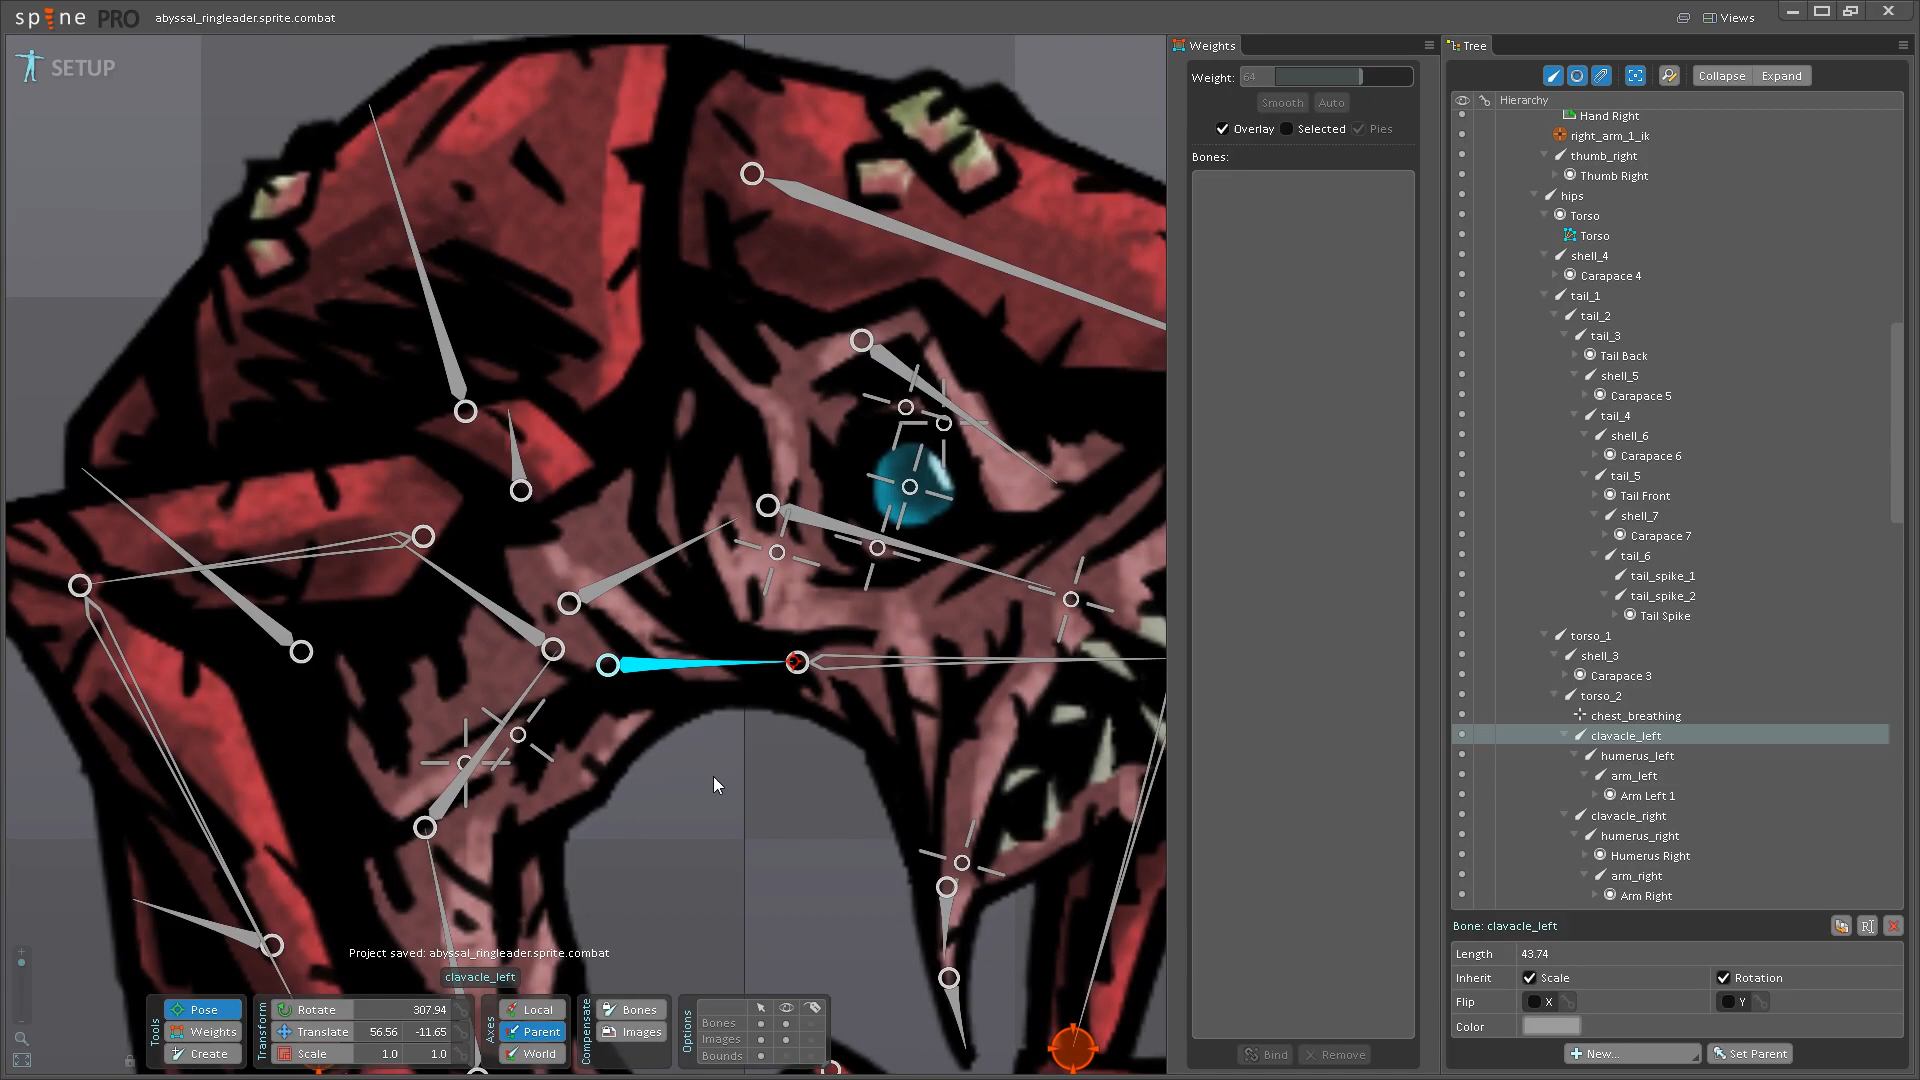 spine PRO
abyssal_ringleader.sprite.combat
Views
SETUP
Weights
Weight: 64
Smooth Auto
Overlay Selected Pies
Bones:
Bind Remove
Tree
Collapse Expand
Hierarchy
Hand Right
right_arm_1_ik
thumb_right
Thumb Right
hips
Torso
Torso
shell_4
Carapace 4
tail_1
tail_2
tail_3
Tail Back
shell_5
Carapace 5
tail_4
shell_6
Carapace 6
tail_5
Tail Front
shell_7
Carapace 7
tail_6
tail_spike_1
tail_spike_2
Tail Spike
torso_1
shell_3
Carapace 3
torso_2
chest_breathing
clavacle_left
humerus_left
arm_left
Arm Left 1
clavacle_right
humerus_right
Humerus Right
arm_right
Arm Right
Bone: clavacle_left
Length 43.74
Inherit Scale Rotation
Flip X Y
Color
New... Set Parent
Project saved: abyssal_ringleader.sprite.combat
clavacle_left
Tools
Pose
Weights
Create
Transform
Rotate 307.94
Translate 56.56 -11.65
Scale 1.0 1.0
Axes
Local
Parent
World
Compensate
Bones
Images
Options
Bones
Images
Bounds